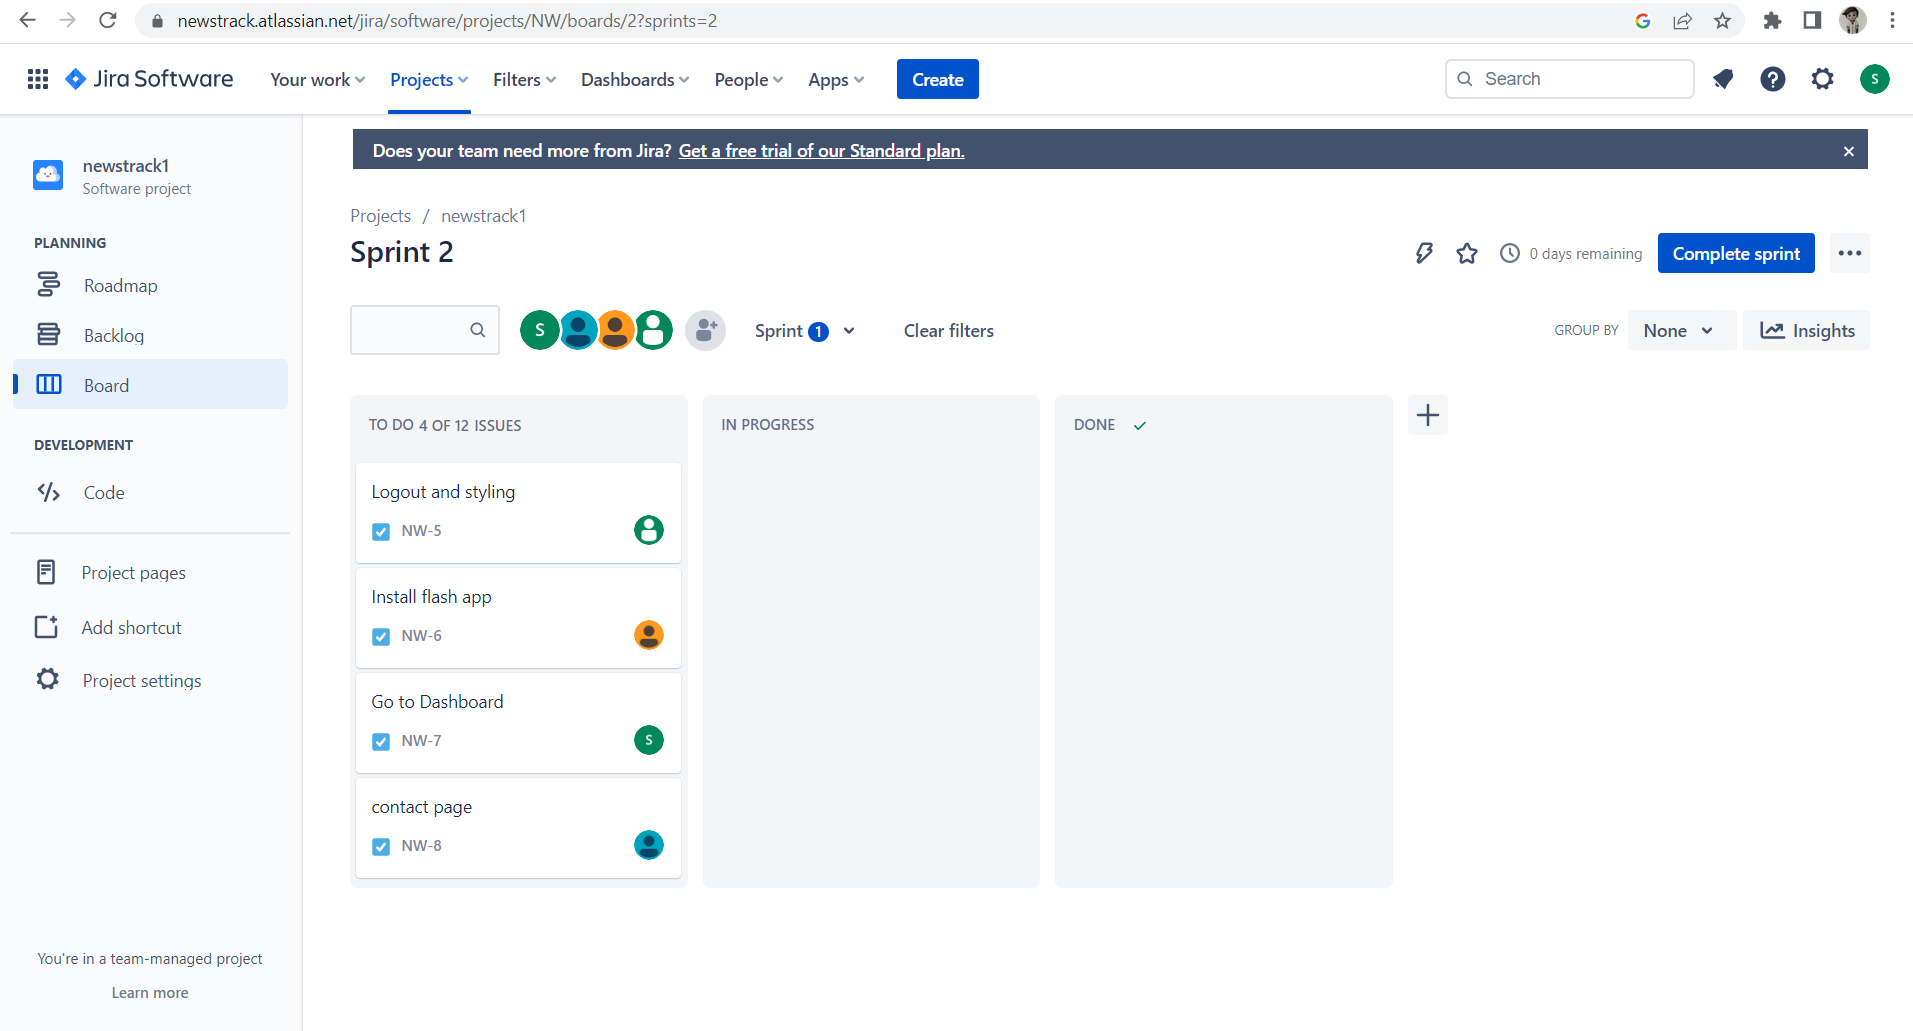 newstrack.atlassian.net/jira/software/projects/NW/boards/2?sprints=2
Jira Software
Your work
Projects
Filters
Dashboards
People
Apps
Create
Search
S
newstrack1
Software project
PLANNING
Roadmap
Backlog
Board
DEVELOPMENT
Code
Project pages
Add shortcut
Project settings
You're in a team-managed project
Learn more
Does your team need more from Jira? Get a free trial of our Standard plan.
Projects / newstrack1
Sprint 2
0 days remaining
Complete sprint
S
Sprint 1
Clear filters
GROUP BY
None
Insights
TO DO 4 OF 12 ISSUES
Logout and styling
NW-5
Install flash app
NW-6
Go to Dashboard
NW-7
S
contact page
NW-8
IN PROGRESS
DONE